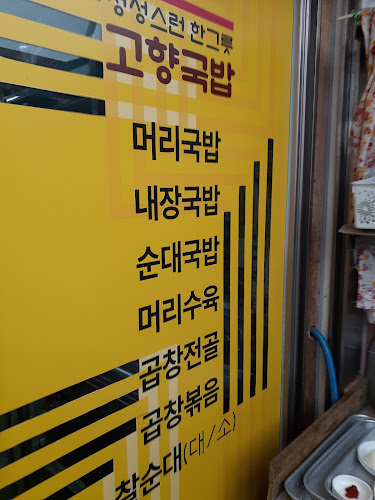 정성스런 한그릇
고향국밥
머리국밥
내장국밥
순대국밥
머리수육
곱창전골
곱창볶음
찰순대(대/소)